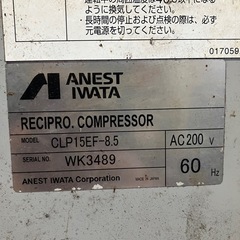 ように換気してください。
・長時間停止および点検の際は、必ず
元電源を切ってください。
017059
ANEST
IWATA
RECIPRO. COMPRESSOR
MODEL CLP15EF-8.5 AC200 V
SERIAL NO. WK3489 60 Hz
ANEST IWATA Corporation MADE IN JAPAN